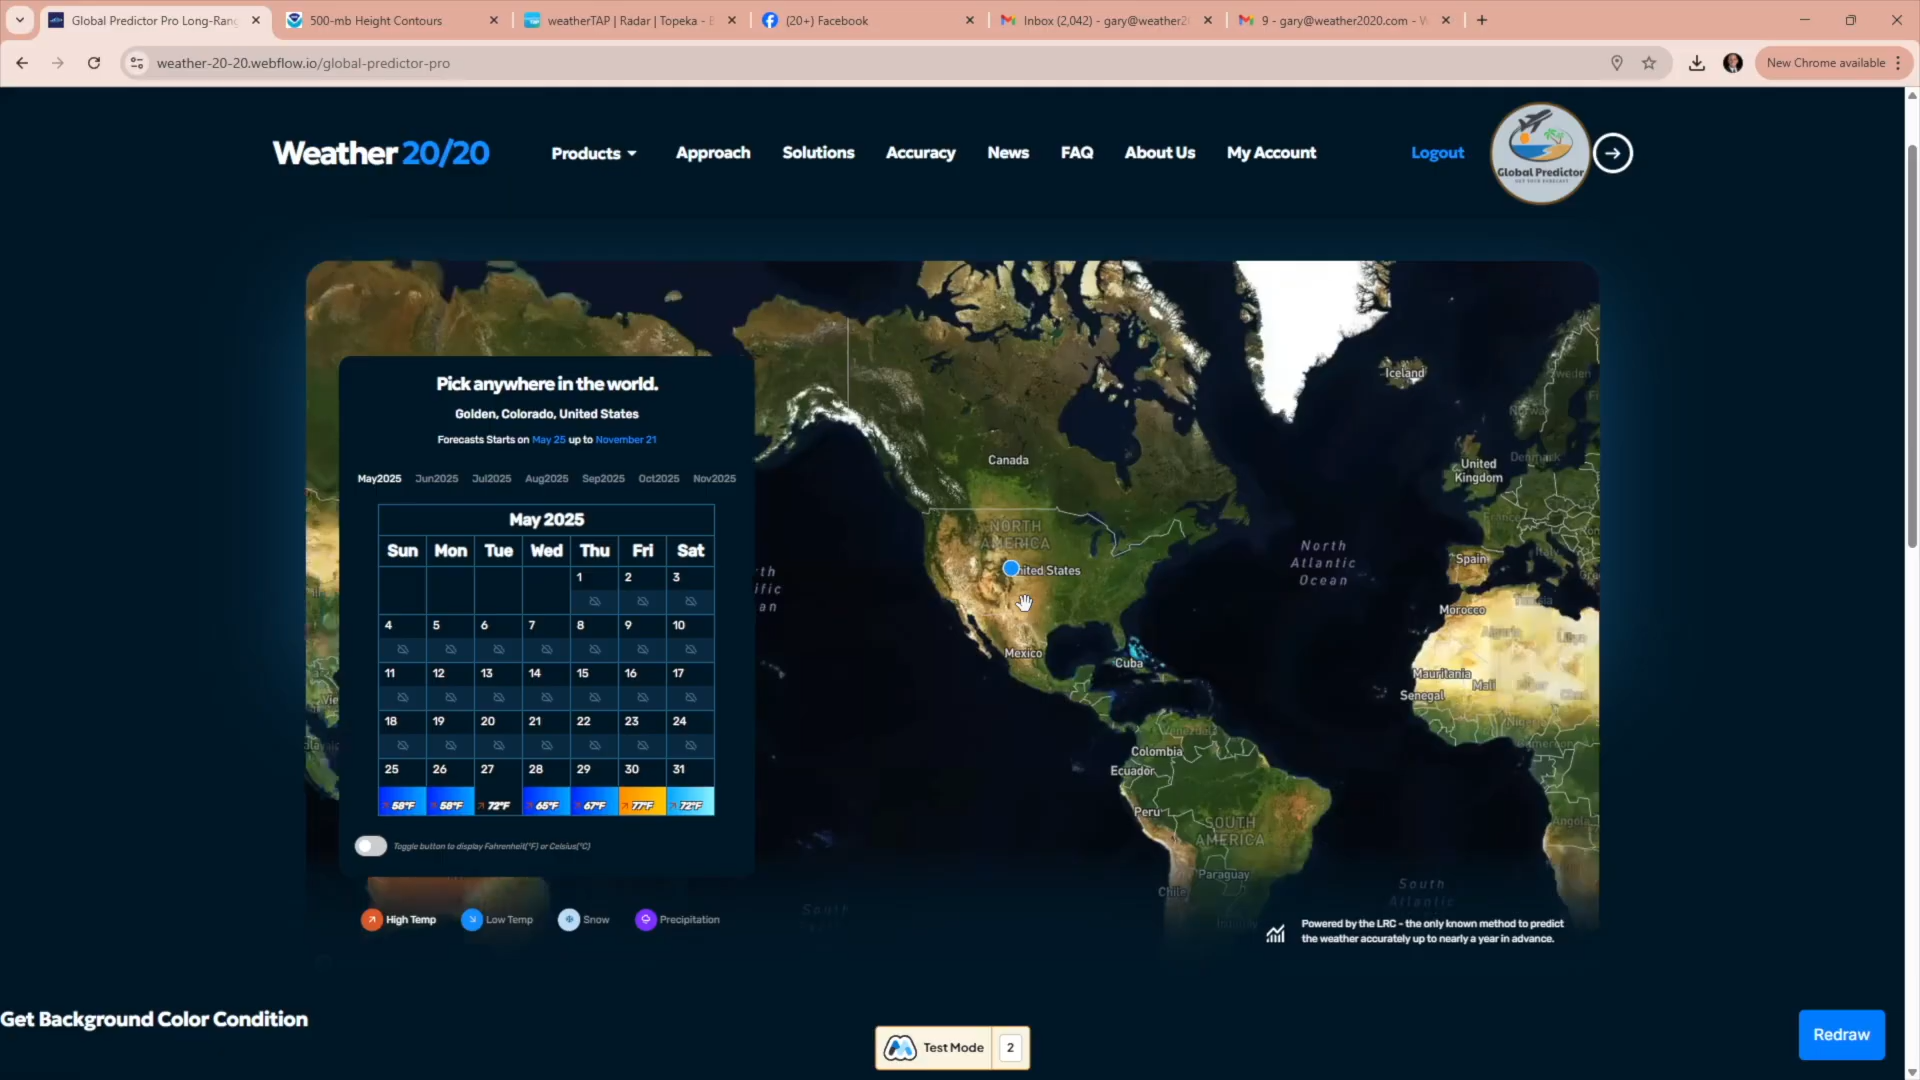 Global Predictor Pro Long-Ran
500-mb Height Contours
weatherTAP | Radar | Topeka -
(20+) Facebook
Inbox (2,042) - gary@weather2
9 - gary@weather2020.com -
weather-20-20.webflow.io/global-predictor-pro
New Chrome available
Weather 20/20
Products
Approach
Solutions
Accuracy
News
FAQ
About Us
My Account
Logout
Global Predictor
Pick anywhere in the world.
Golden, Colorado, United States
Forecasts Starts on May 25 up to November 21
May2025 Jun2025 Jul2025 Aug2025 Sep2025 Oct2025 Nov2025
May 2025
Sun Mon Tue Wed Thu Fri Sat
1 2 3
4 5 6 7 8 9 10
11 12 13 14 15 16 17
18 19 20 21 22 23 24
25 26 27 28 29 30 31
58°F 58°F 72°F 65°F 67°F 77°F 72°F
Toggle button to display Fahrenheit(°F) or Celsius(°C)
High Temp
Low Temp
Snow
Precipitation
Iceland
Sweden
Norway
Canada
United
Kingdom
Denmark
France
NORTH
AMERICA
United States
North
Atlantic
Ocean
Spain
Morocco
Algeria
Mexico
Cuba
Mauritania
Mali
Niger
Senegal
Venezuela
Colombia
Ecuador
Peru
SOUTH
AMERICA
Paraguay
Chile
Angola
South
South
Atlantic
Powered by the LRC - the only known method to predict
the weather accurately up to nearly a year in advance.
Get Background Color Condition
Test Mode
2
Redraw